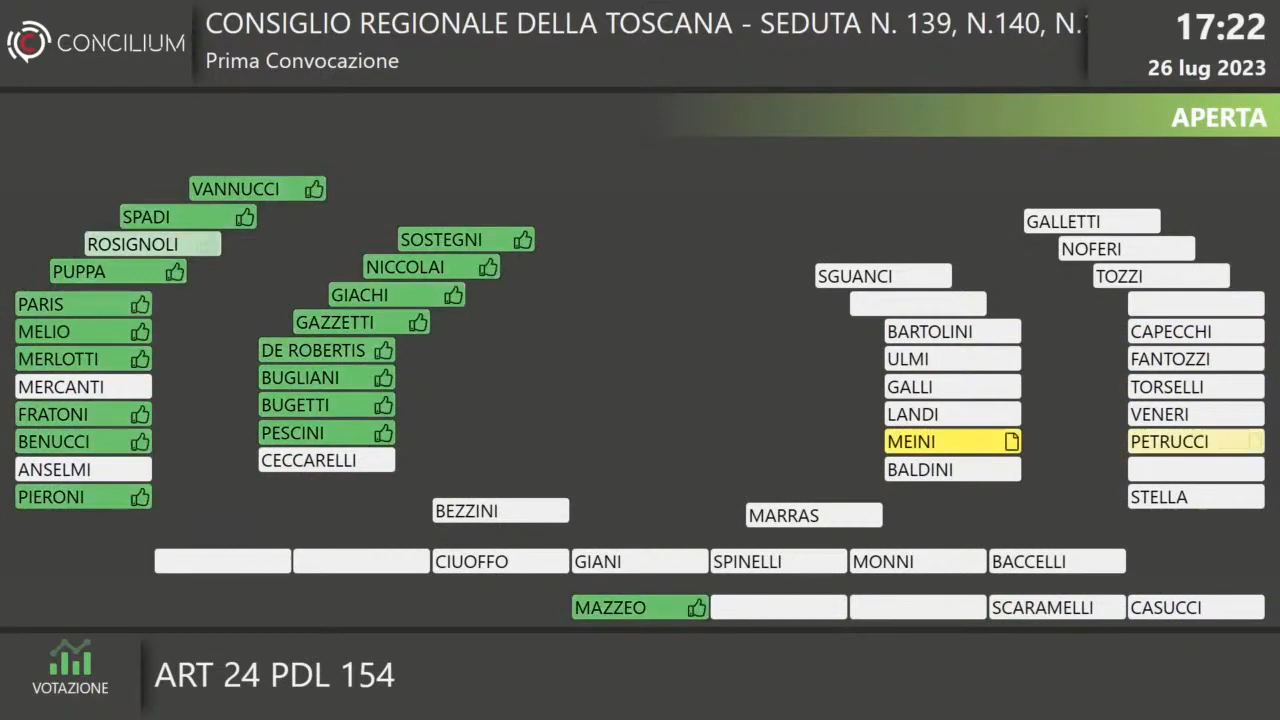 CONCILIUM
CONSIGLIO REGIONALE DELLA TOSCANA - SEDUTA N. 139, N.140, N.
Prima Convocazione
17:22
26 lug 2023
APERTA
VANNUCCI
SPADI
ROSIGNOLI
PUPPA
PARIS
MELIO
MERLOTTI
MERCANTI
FRATONI
BENUCCI
ANSELMI
PIERONI
SOSTEGNI
NICCOLAI
GIACHI
GAZZETTI
DE ROBERTIS
BUGLIANI
BUGETTI
PESCINI
CECCARELLI
BEZZINI
SGUANCI
BARTOLINI
ULMI
GALLI
LANDI
MEINI
BALDINI
MARRAS
GALLETTI
NOFERI
TOZZI
CAPECCHI
FANTOZZI
TORSELLI
VENERI
PETRUCCI
STELLA
CIUOFFO GIANI SPINELLI MONNI BACCELLI
MAZZEO SCARAMELLI CASUCCI
VOTAZIONE
ART 24 PDL 154